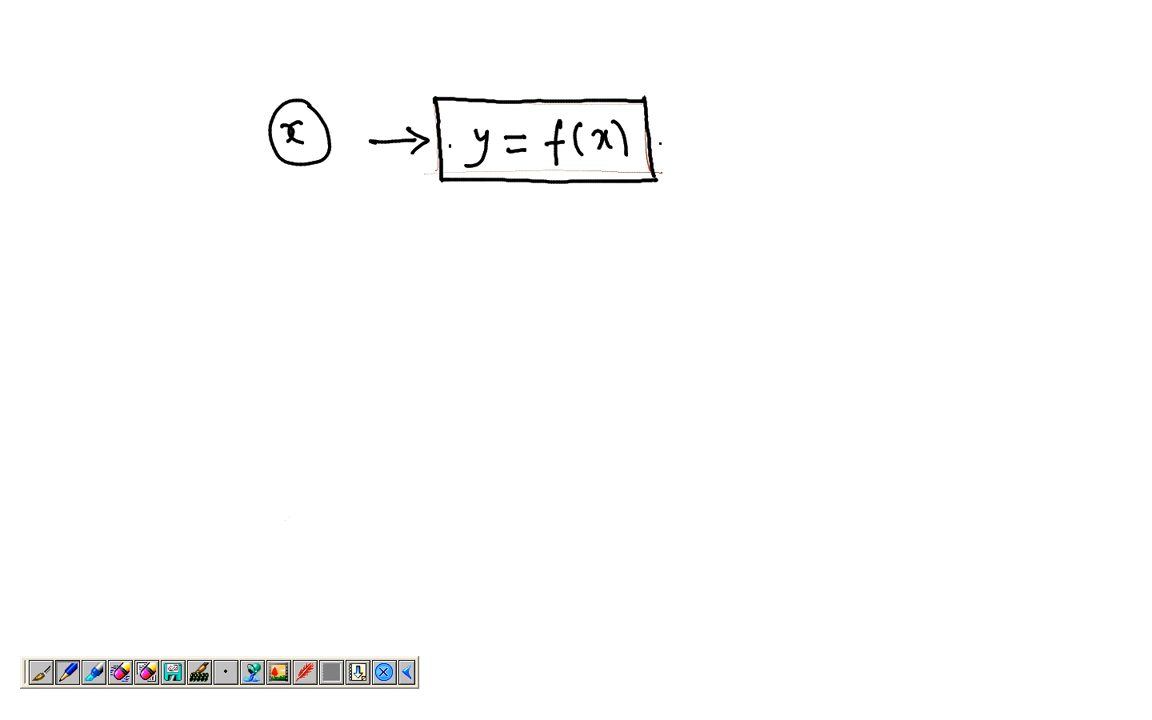 x → y = f(x)